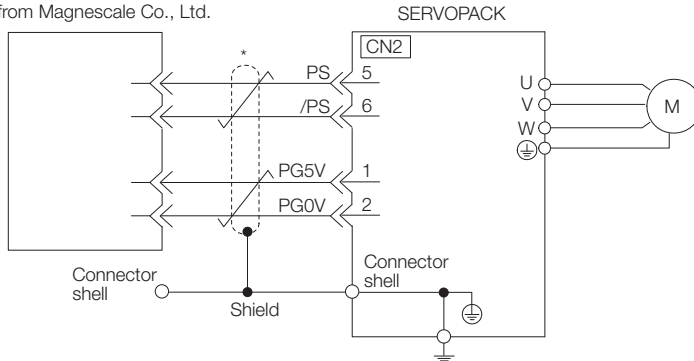 from Magnescale Co., Ltd.
SERVOPACK
*
CN2
PS 5
/PS 6
PG5V 1
PG0V 2
U
V
W
M
Connector
shell
Shield
Connector
shell